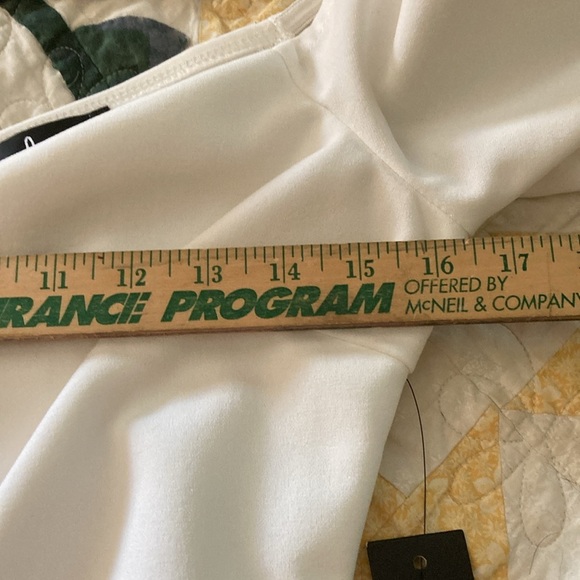 11 12 13 14 15 16 17
RANCE PROGRAM OFFERED BY
McNEIL & COMPANY